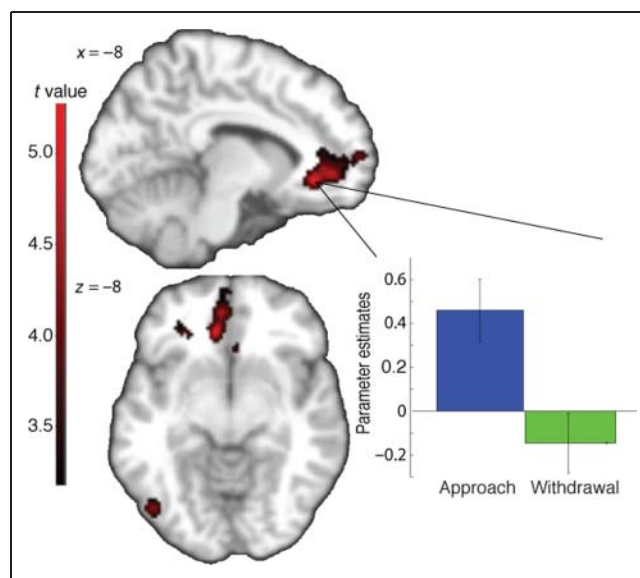 x = −8
t value
5.0
4.5
4.0
3.5
z = −8
Parameter estimates
0.6
0.4
0.2
0
−0.2
Approach Withdrawal